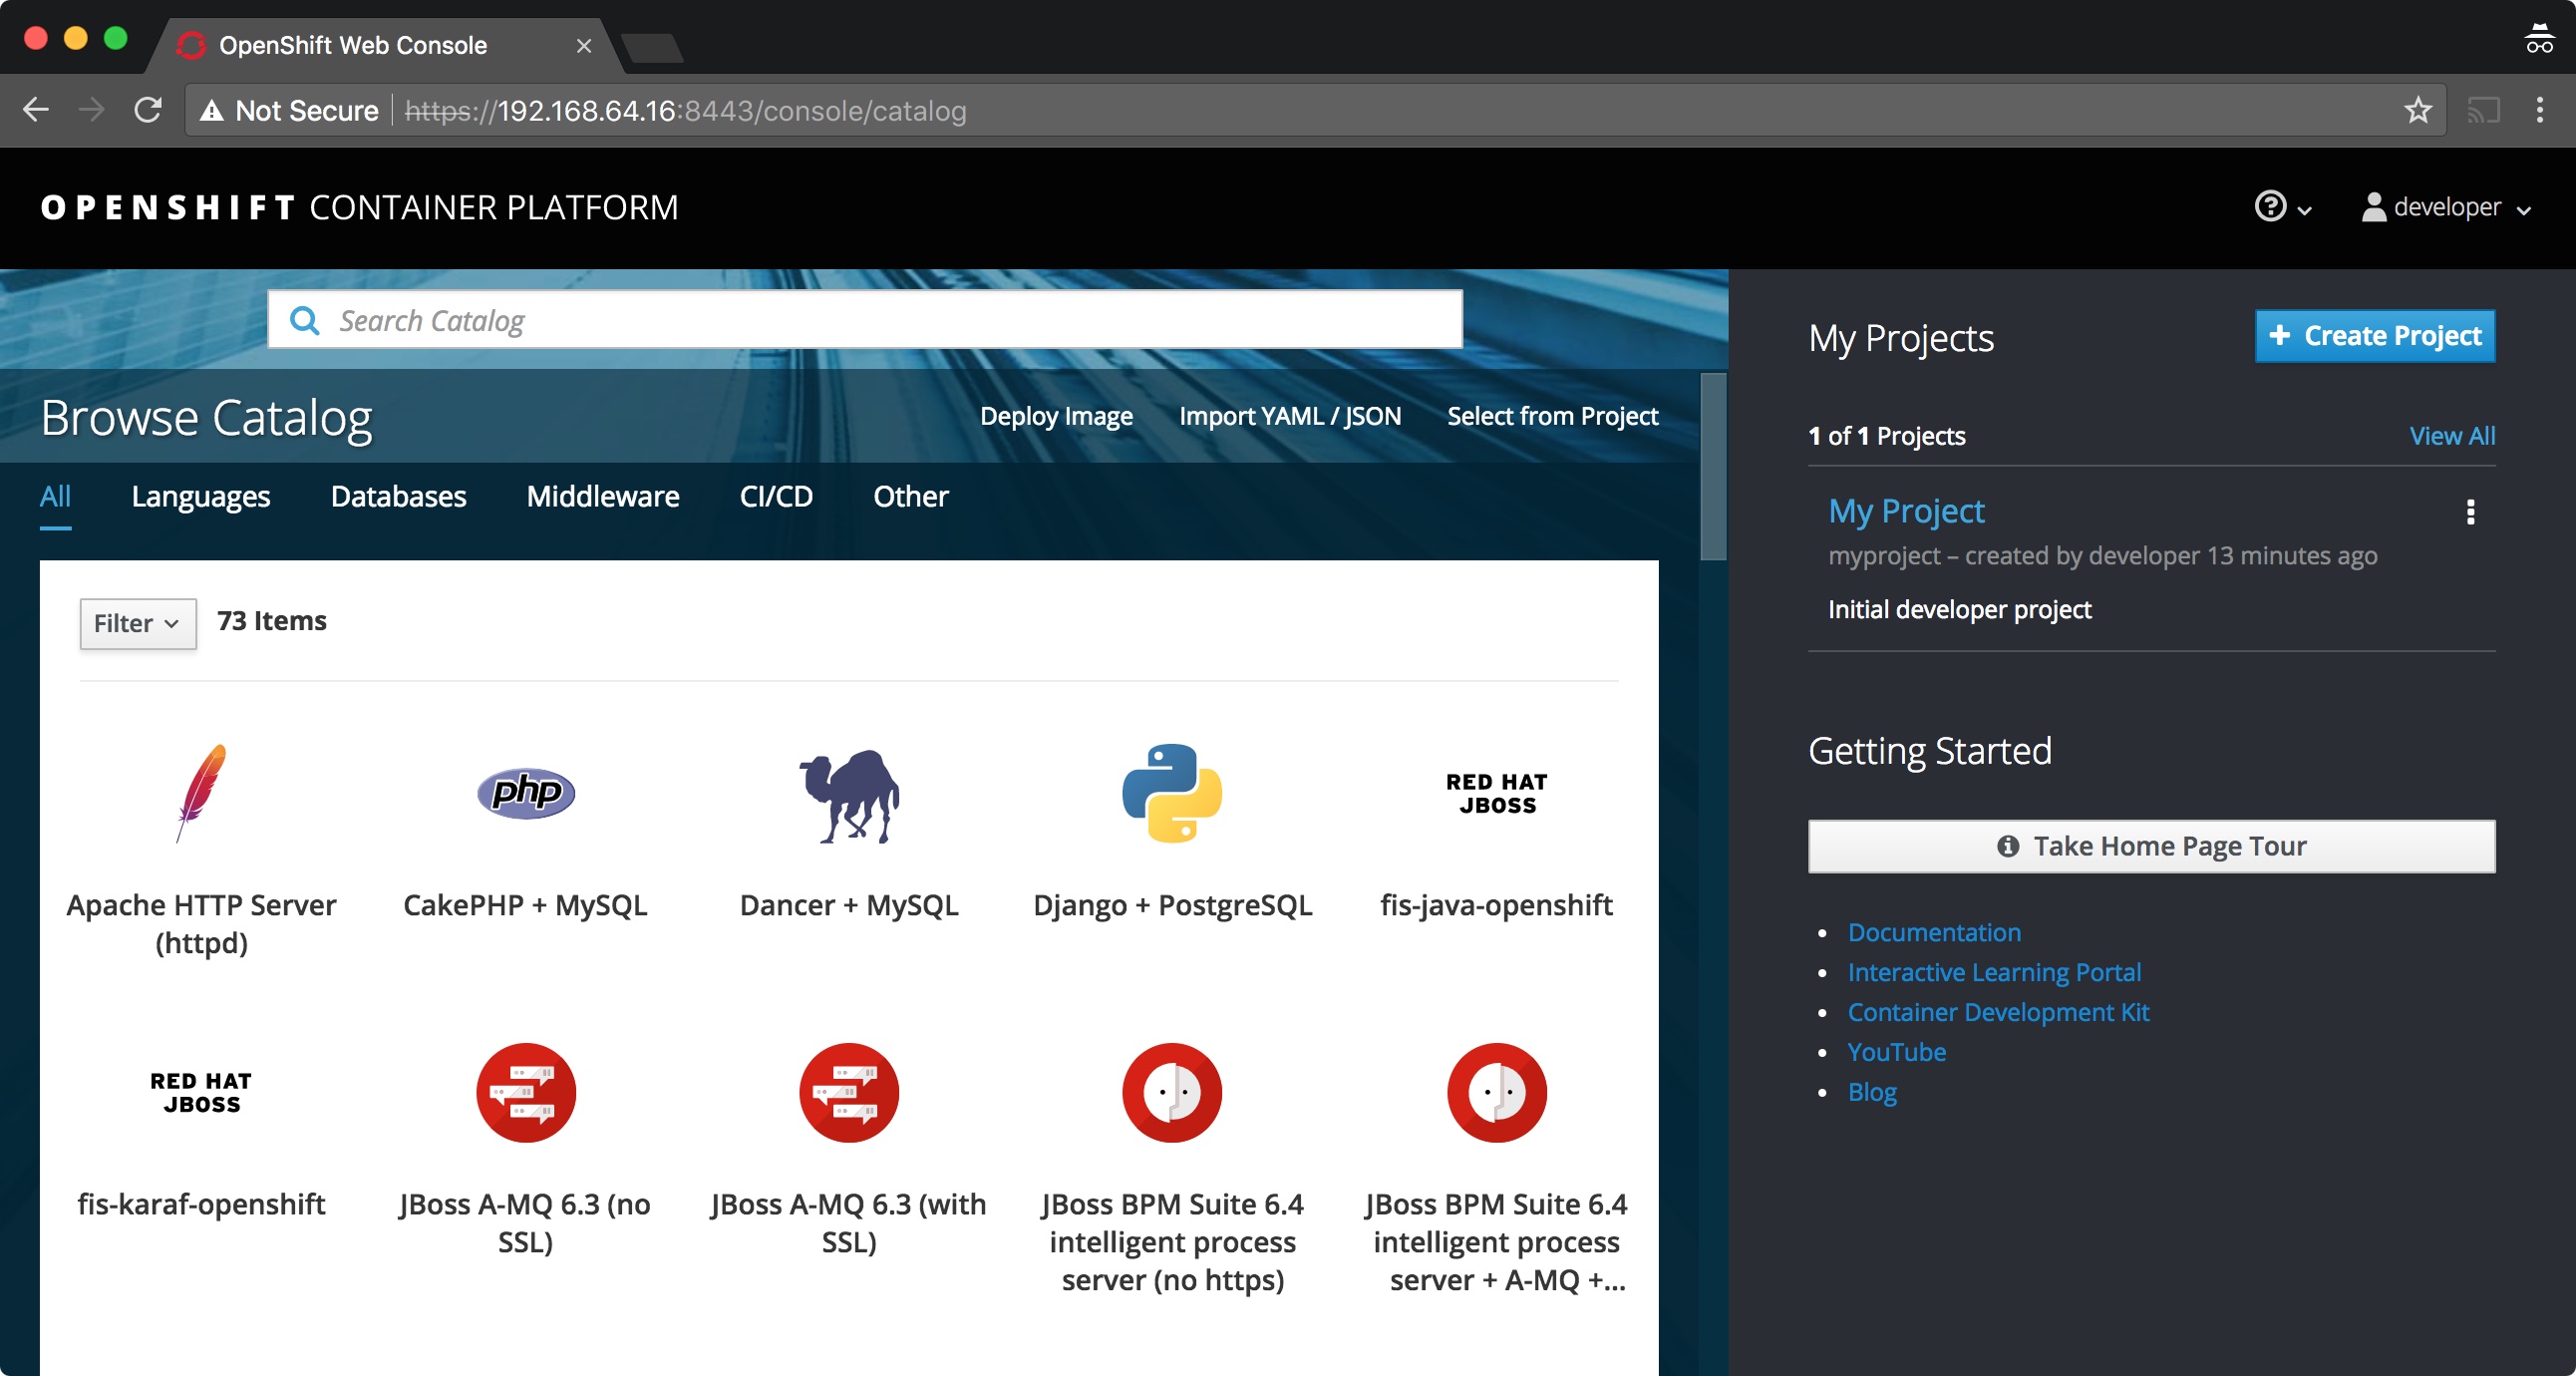 OpenShift Web Console
Not Secure https://192.168.64.16:8443/console/catalog
OPENSHIFT CONTAINER PLATFORM
developer
Search Catalog
Browse Catalog
Deploy Image
Import YAML / JSON
Select from Project
All
Languages
Databases
Middleware
CI/CD
Other
Filter
73 Items
php
RED HAT
JBOSS
Apache HTTP Server
(httpd)
CakePHP + MySQL
Dancer + MySQL
Django + PostgreSQL
fis-java-openshift
RED HAT
JBOSS
fis-karaf-openshift
JBoss A-MQ 6.3 (no
SSL)
JBoss A-MQ 6.3 (with
SSL)
JBoss BPM Suite 6.4
intelligent process
server (no https)
JBoss BPM Suite 6.4
intelligent process
server + A-MQ +...
My Projects
+ Create Project
1 of 1 Projects
View All
My Project
myproject – created by developer 13 minutes ago
Initial developer project
Getting Started
Take Home Page Tour
Documentation
Interactive Learning Portal
Container Development Kit
YouTube
Blog